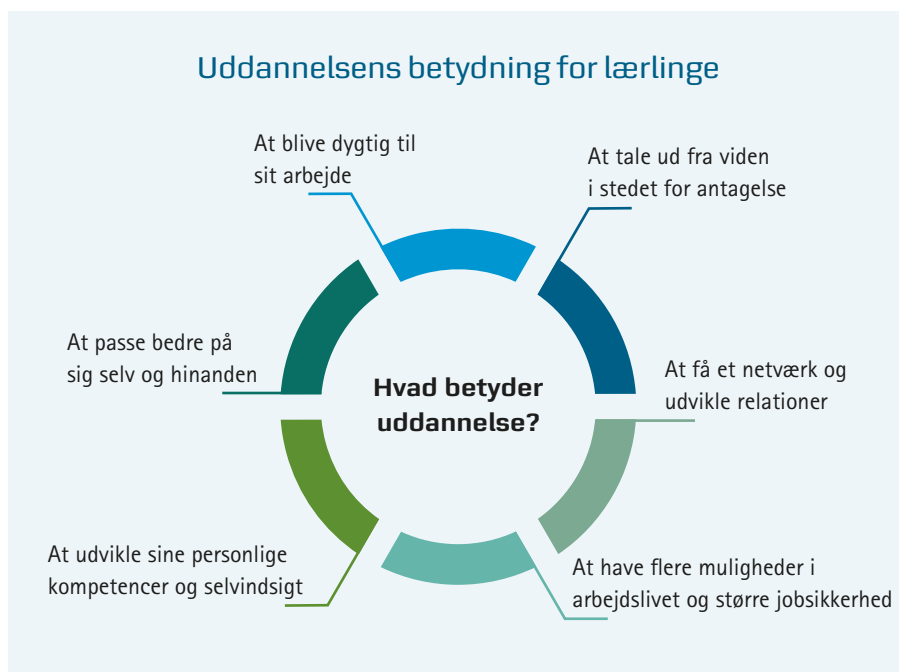 Uddannelsens betydning for lærlinge
At blive dygtig til
sit arbejde
At tale ud fra viden
i stedet for antagelse
At passe bedre på
sig selv og hinanden
Hvad betyder
uddannelse?
At få et netværk og
udvikle relationer
At udvikle sine personlige
kompetencer og selvindsigt
At have flere muligheder i
arbejdslivet og større jobsikkerhed